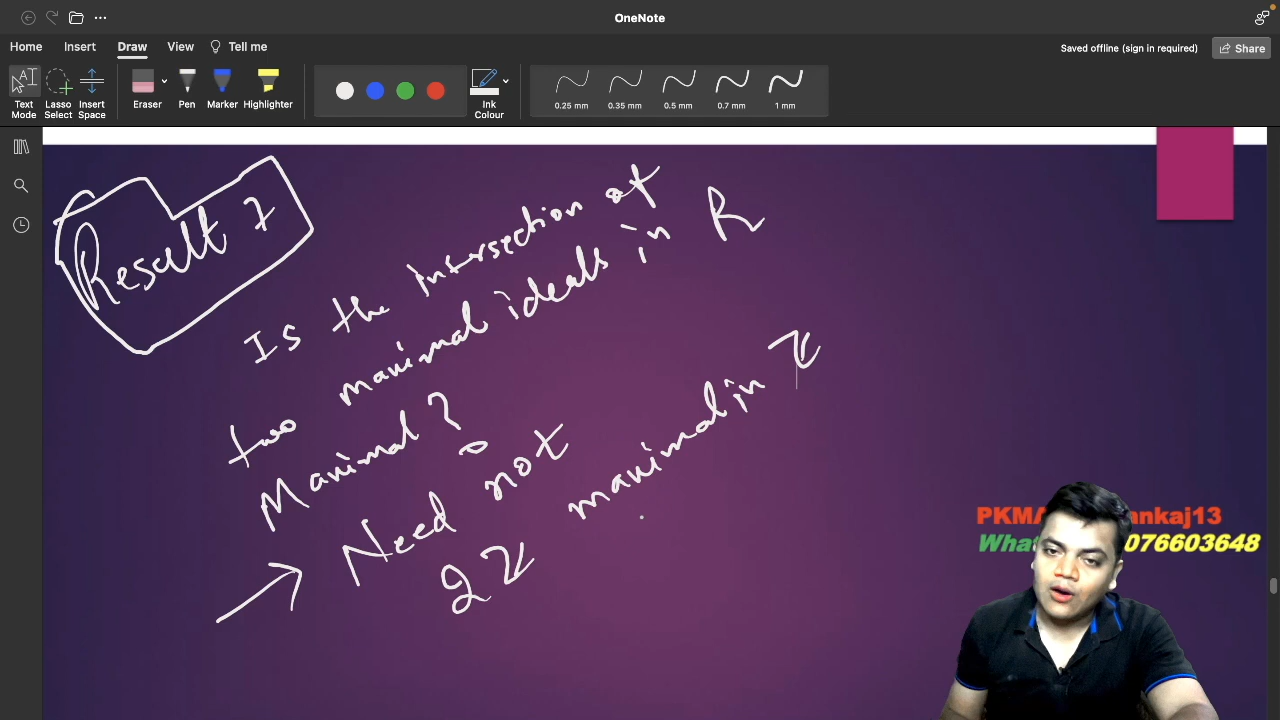 OneNote
Home Insert Draw View Tell me
Saved offline (sign in required)
Share
Text Mode
Lasso Select
Insert Space
Eraser
Pen
Marker
Highlighter
Ink Colour
0.25 mm
0.35 mm
0.5 mm
0.7 mm
1 mm
Result 7
Is the intersection of
two maximal ideals in R
Maximal?
→ Need not
2ℤ maximal in ℤ
PKMA ankaj13
Wha 076603648